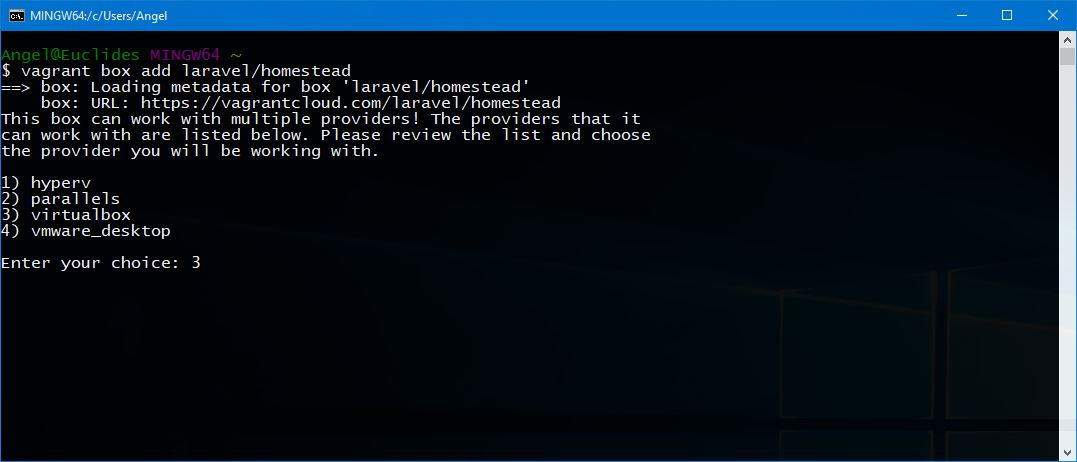 MINGW64:/c/Users/Angel
Angel@Euclides MINGW64 ~
$ vagrant box add laravel/homestead
==> box: Loading metadata for box 'laravel/homestead'
    box: URL: https://vagrantcloud.com/laravel/homestead
This box can work with multiple providers! The providers that it
can work with are listed below. Please review the list and choose
the provider you will be working with.

1) hyperv
2) parallels
3) virtualbox
4) vmware_desktop

Enter your choice: 3